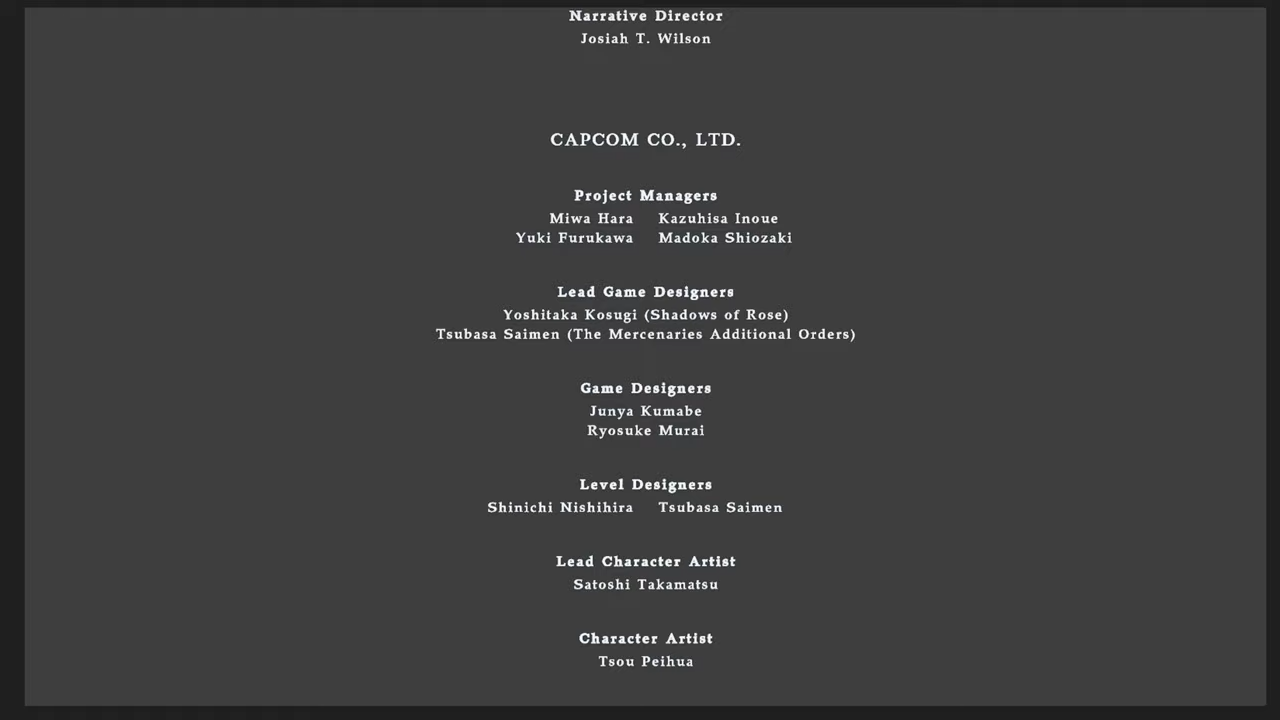 Narrative Director
Josiah T. Wilson
CAPCOM CO., LTD.
Project Managers
Miwa Hara Kazuhisa Inoue
Yuki Furukawa Madoka Shiozaki
Lead Game Designers
Yoshitaka Kosugi (Shadows of Rose)
Tsubasa Saimen (The Mercenaries Additional Orders)
Game Designers
Junya Kumabe
Ryosuke Murai
Level Designers
Shinichi Nishihira Tsubasa Saimen
Lead Character Artist
Satoshi Takamatsu
Character Artist
Tsou Peihua